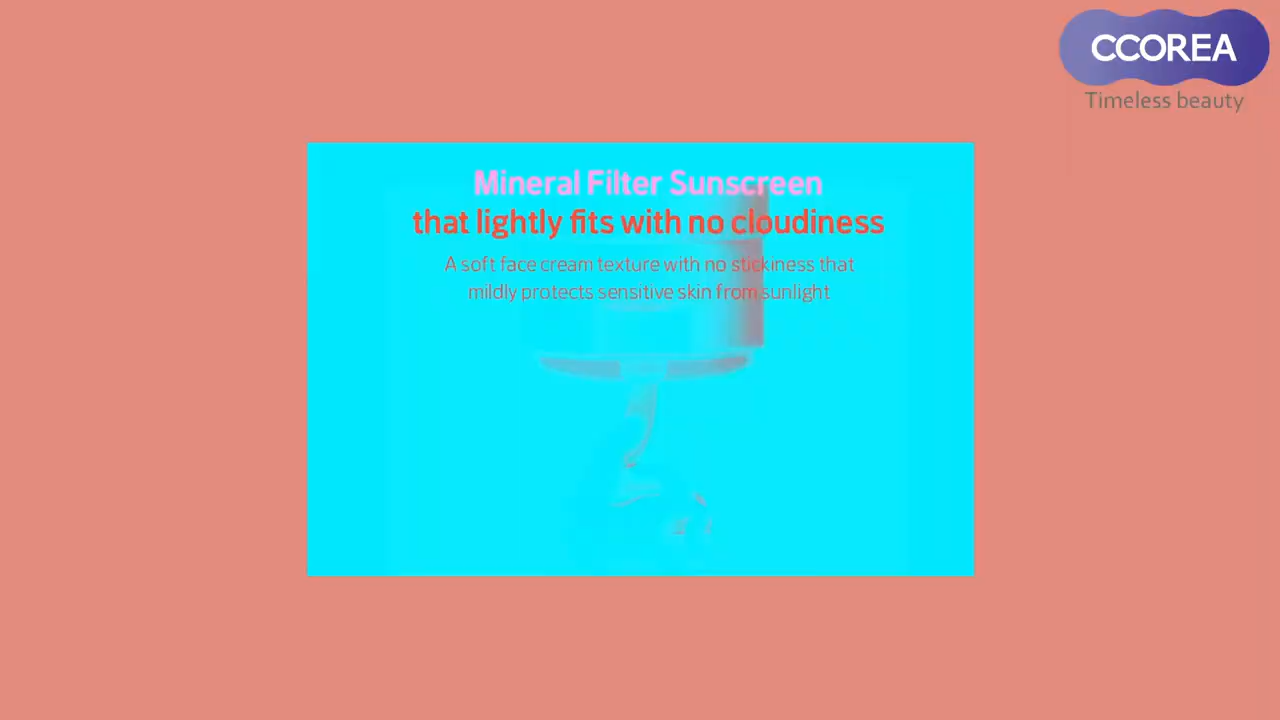 CCOREA
Timeless beauty
Mineral Filter Sunscreen
that lightly fits with no cloudiness
A soft face cream texture with no stickiness that
mildly protects sensitive skin from sunlight